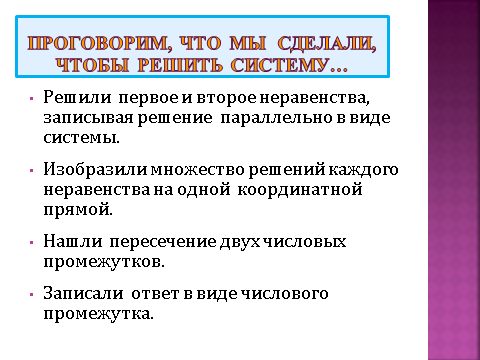 ПРОГОВОРИМ, ЧТО МЫ СДЕЛАЛИ,
ЧТОБЫ РЕШИТЬ СИСТЕМУ...
• Решили первое и второе неравенства,
записывая решение параллельно в виде
системы.
• Изобразили множество решений каждого
неравенства на одной координатной
прямой.
• Нашли пересечение двух числовых
промежутков.
• Записали ответ в виде числового
промежутка.